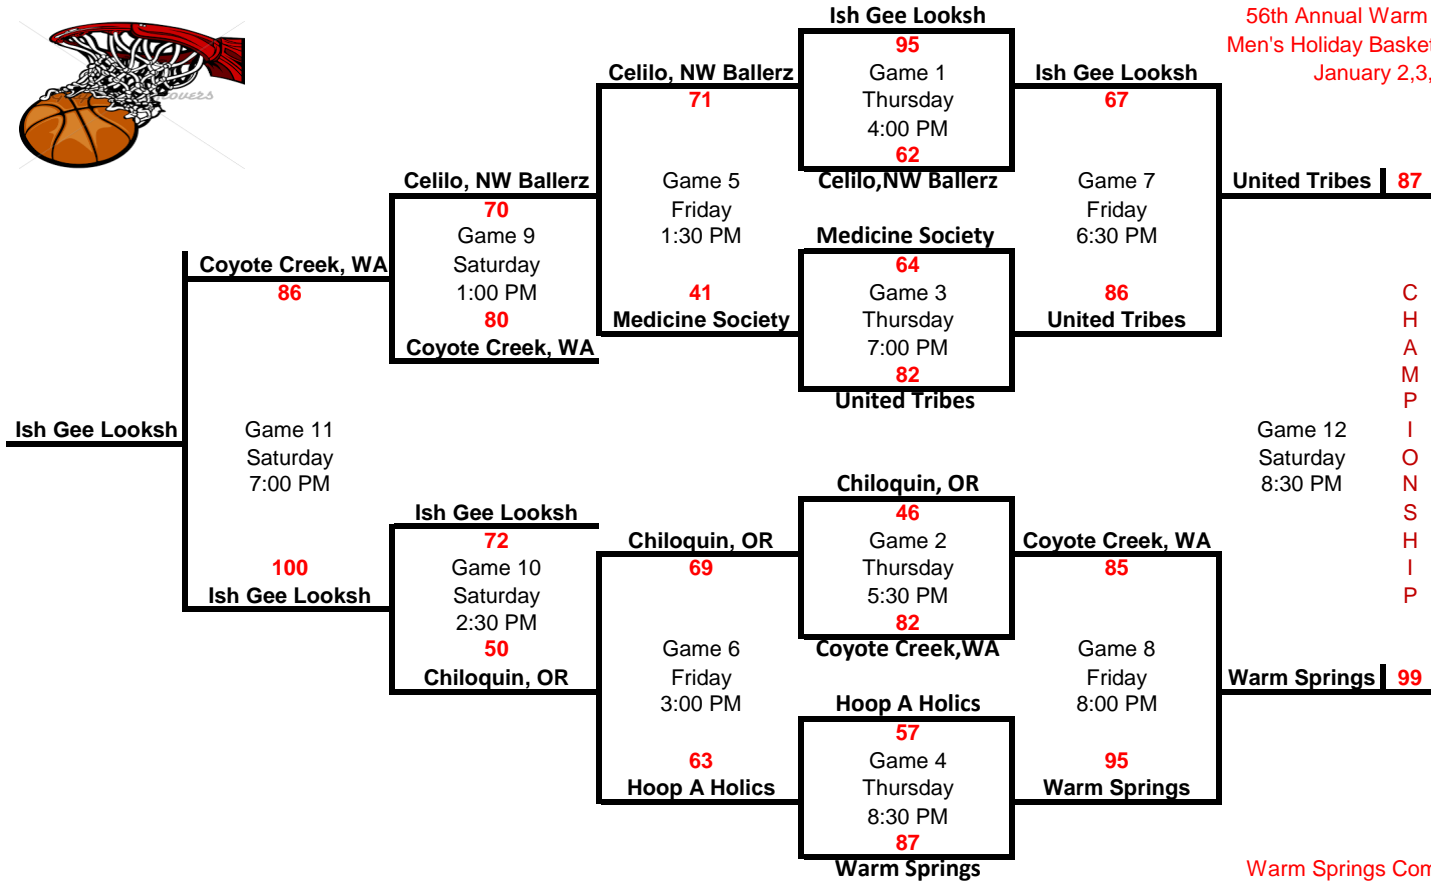 Ish Gee Looksh
56th Annual Warm
95
Men's Holiday Basket
Celilo, NW Ballerz
Game 1
Ish Gee Looksh
January 2,3,
71
Thursday
67
4:00 PM
62
Celilo, NW Ballerz
Game 5
Celilo,NW Ballerz
Game 7
United Tribes
87
70
Friday
Friday
Game 9
1:30 PM
Medicine Society
6:30 PM
Coyote Creek, WA
Saturday
64
86
1:00 PM
41
Game 3
86
C
80
Medicine Society
Thursday
United Tribes
H
Coyote Creek, WA
7:00 PM
A
82
M
United Tribes
P
Ish Gee Looksh
Game 11
Game 12
I
Saturday
Saturday
O
7:00 PM
Chiloquin, OR
8:30 PM
N
Ish Gee Looksh
46
S
72
Chiloquin, OR
Game 2
Coyote Creek, WA
H
100
Game 10
69
Thursday
85
I
Ish Gee Looksh
Saturday
5:30 PM
P
2:30 PM
82
50
Game 6
Coyote Creek,WA
Game 8
Chiloquin, OR
Friday
Friday
Warm Springs
99
3:00 PM
Hoop A Holics
8:00 PM
57
63
Game 4
95
Hoop A Holics
Thursday
Warm Springs
8:30 PM
87
Warm Springs
Warm Springs Com